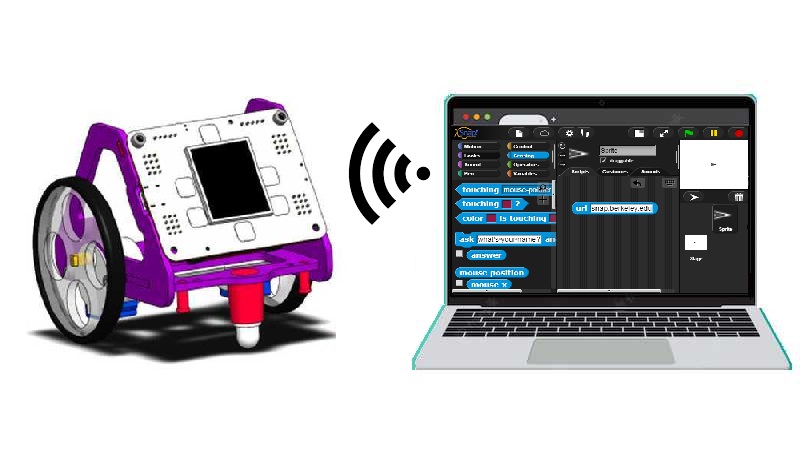 Snap!
Motion Control
Looks Sensing
Sound Operators
Pen Variables
Sprite
draggable
Scripts Costumes Sounds
touching mouse-pointer
touching ?
color is touching
ask what's your name? an
answer
mouse position
mouse x
url snap.berkeley.edu
Sprite
Stage